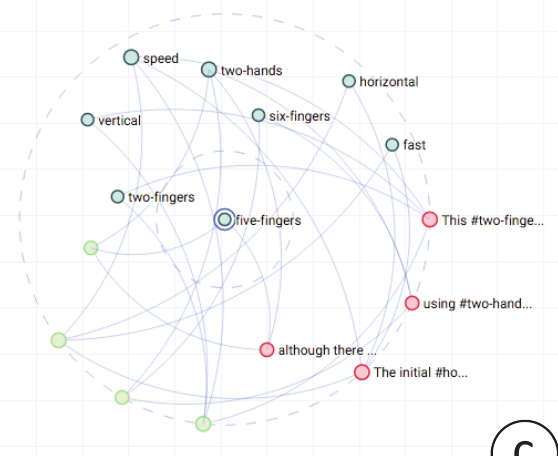 speed
two-hands
horizontal
six-fingers
vertical
fast
two-fingers
five-fingers
This #two-finge...
using #two-hand...
although there ...
The initial #ho...
C